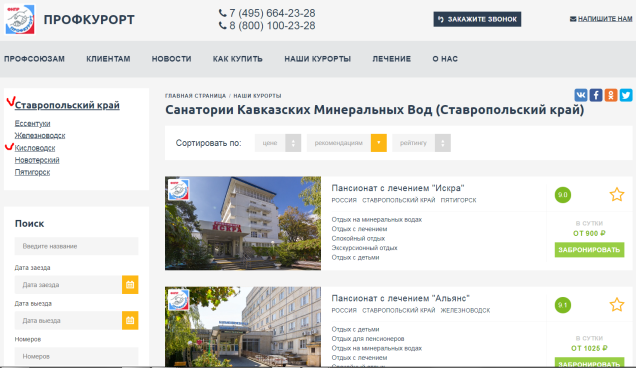 ФНПР
ПРОФКУРОРТ
7 (495) 664-23-28
8 (800) 100-23-28
ЗАКАЖИТЕ ЗВОНОК
НАПИШИТЕ НАМ
ПРОФСОЮЗАМ КЛИЕНТАМ НОВОСТИ КАК КУПИТЬ НАШИ КУРОРТЫ ЛЕЧЕНИЕ О НАС
Ставропольский край
Ессентуки
Железноводск
Кисловодск
Новотерский
Пятигорск
Поиск
Введите название
Дата заезда
Дата заезда
Дата выезда
Дата выезда
Номеров
Номеров
ГЛАВНАЯ СТРАНИЦА / НАШИ КУРОРТЫ
Санатории Кавказских Минеральных Вод (Ставропольский край)
Сортировать по: цене рекомендациям рейтингу
ФНПР
ИСКРА
Пансионат с лечением "Искра"
РОССИЯ СТАВРОПОЛЬСКИЙ КРАЙ ПЯТИГОРСК
Отдых на минеральных водах
Отдых с лечением
Спокойный отдых
Экскурсионный отдых
Отдых с детьми
9.0
В СУТКИ
ОТ 900 ₽
ЗАБРОНИРОВАТЬ
ФНПР
Пансионат с лечением "Альянс"
РОССИЯ СТАВРОПОЛЬСКИЙ КРАЙ ЖЕЛЕЗНОВОДСК
Отдых с детьми
Отдых для пенсионеров
Отдых на минеральных водах
Отдых с лечением
Спокойный отдых
9.1
В СУТКИ
ОТ 1025 ₽
ЗАБРОНИРОВАТЬ